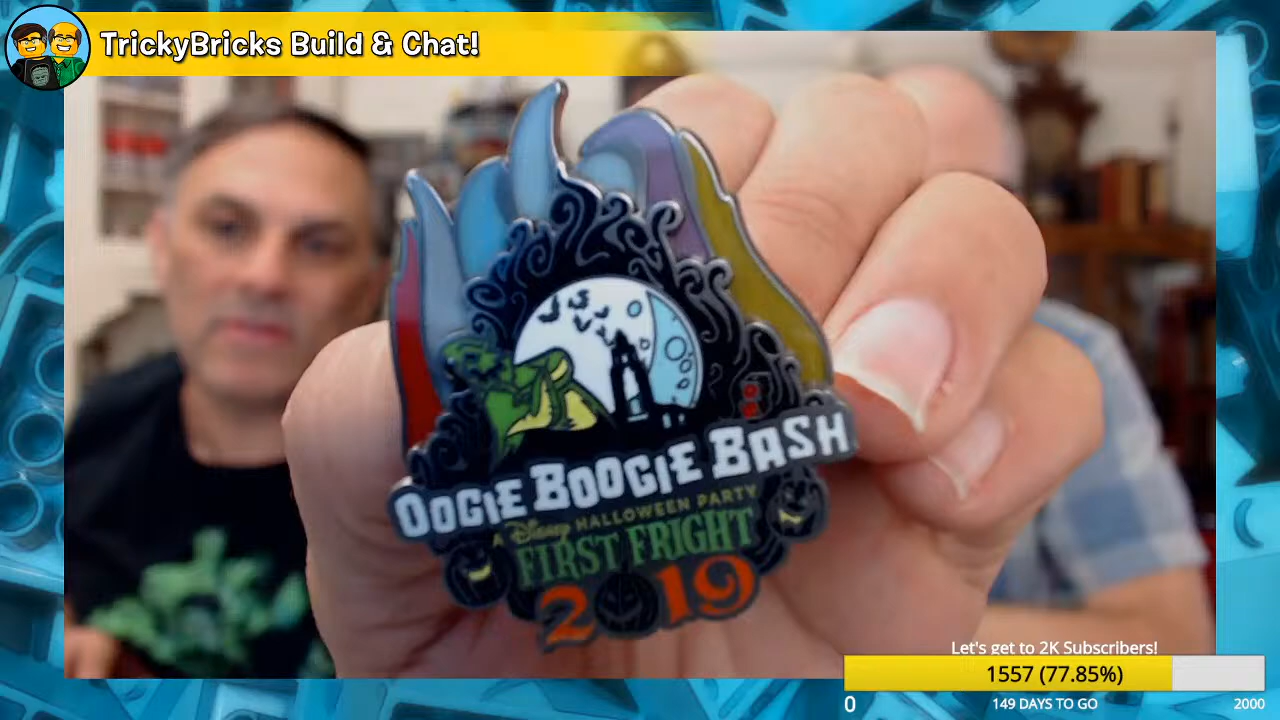 TrickyBricks Build & Chat!
OOGIE BOOGIE BASH
A Disney HALLOWEEN PARTY
FIRST FRIGHT
2019
Let's get to 2K Subscribers!
1557 (77.85%)
0 149 DAYS TO GO 2000